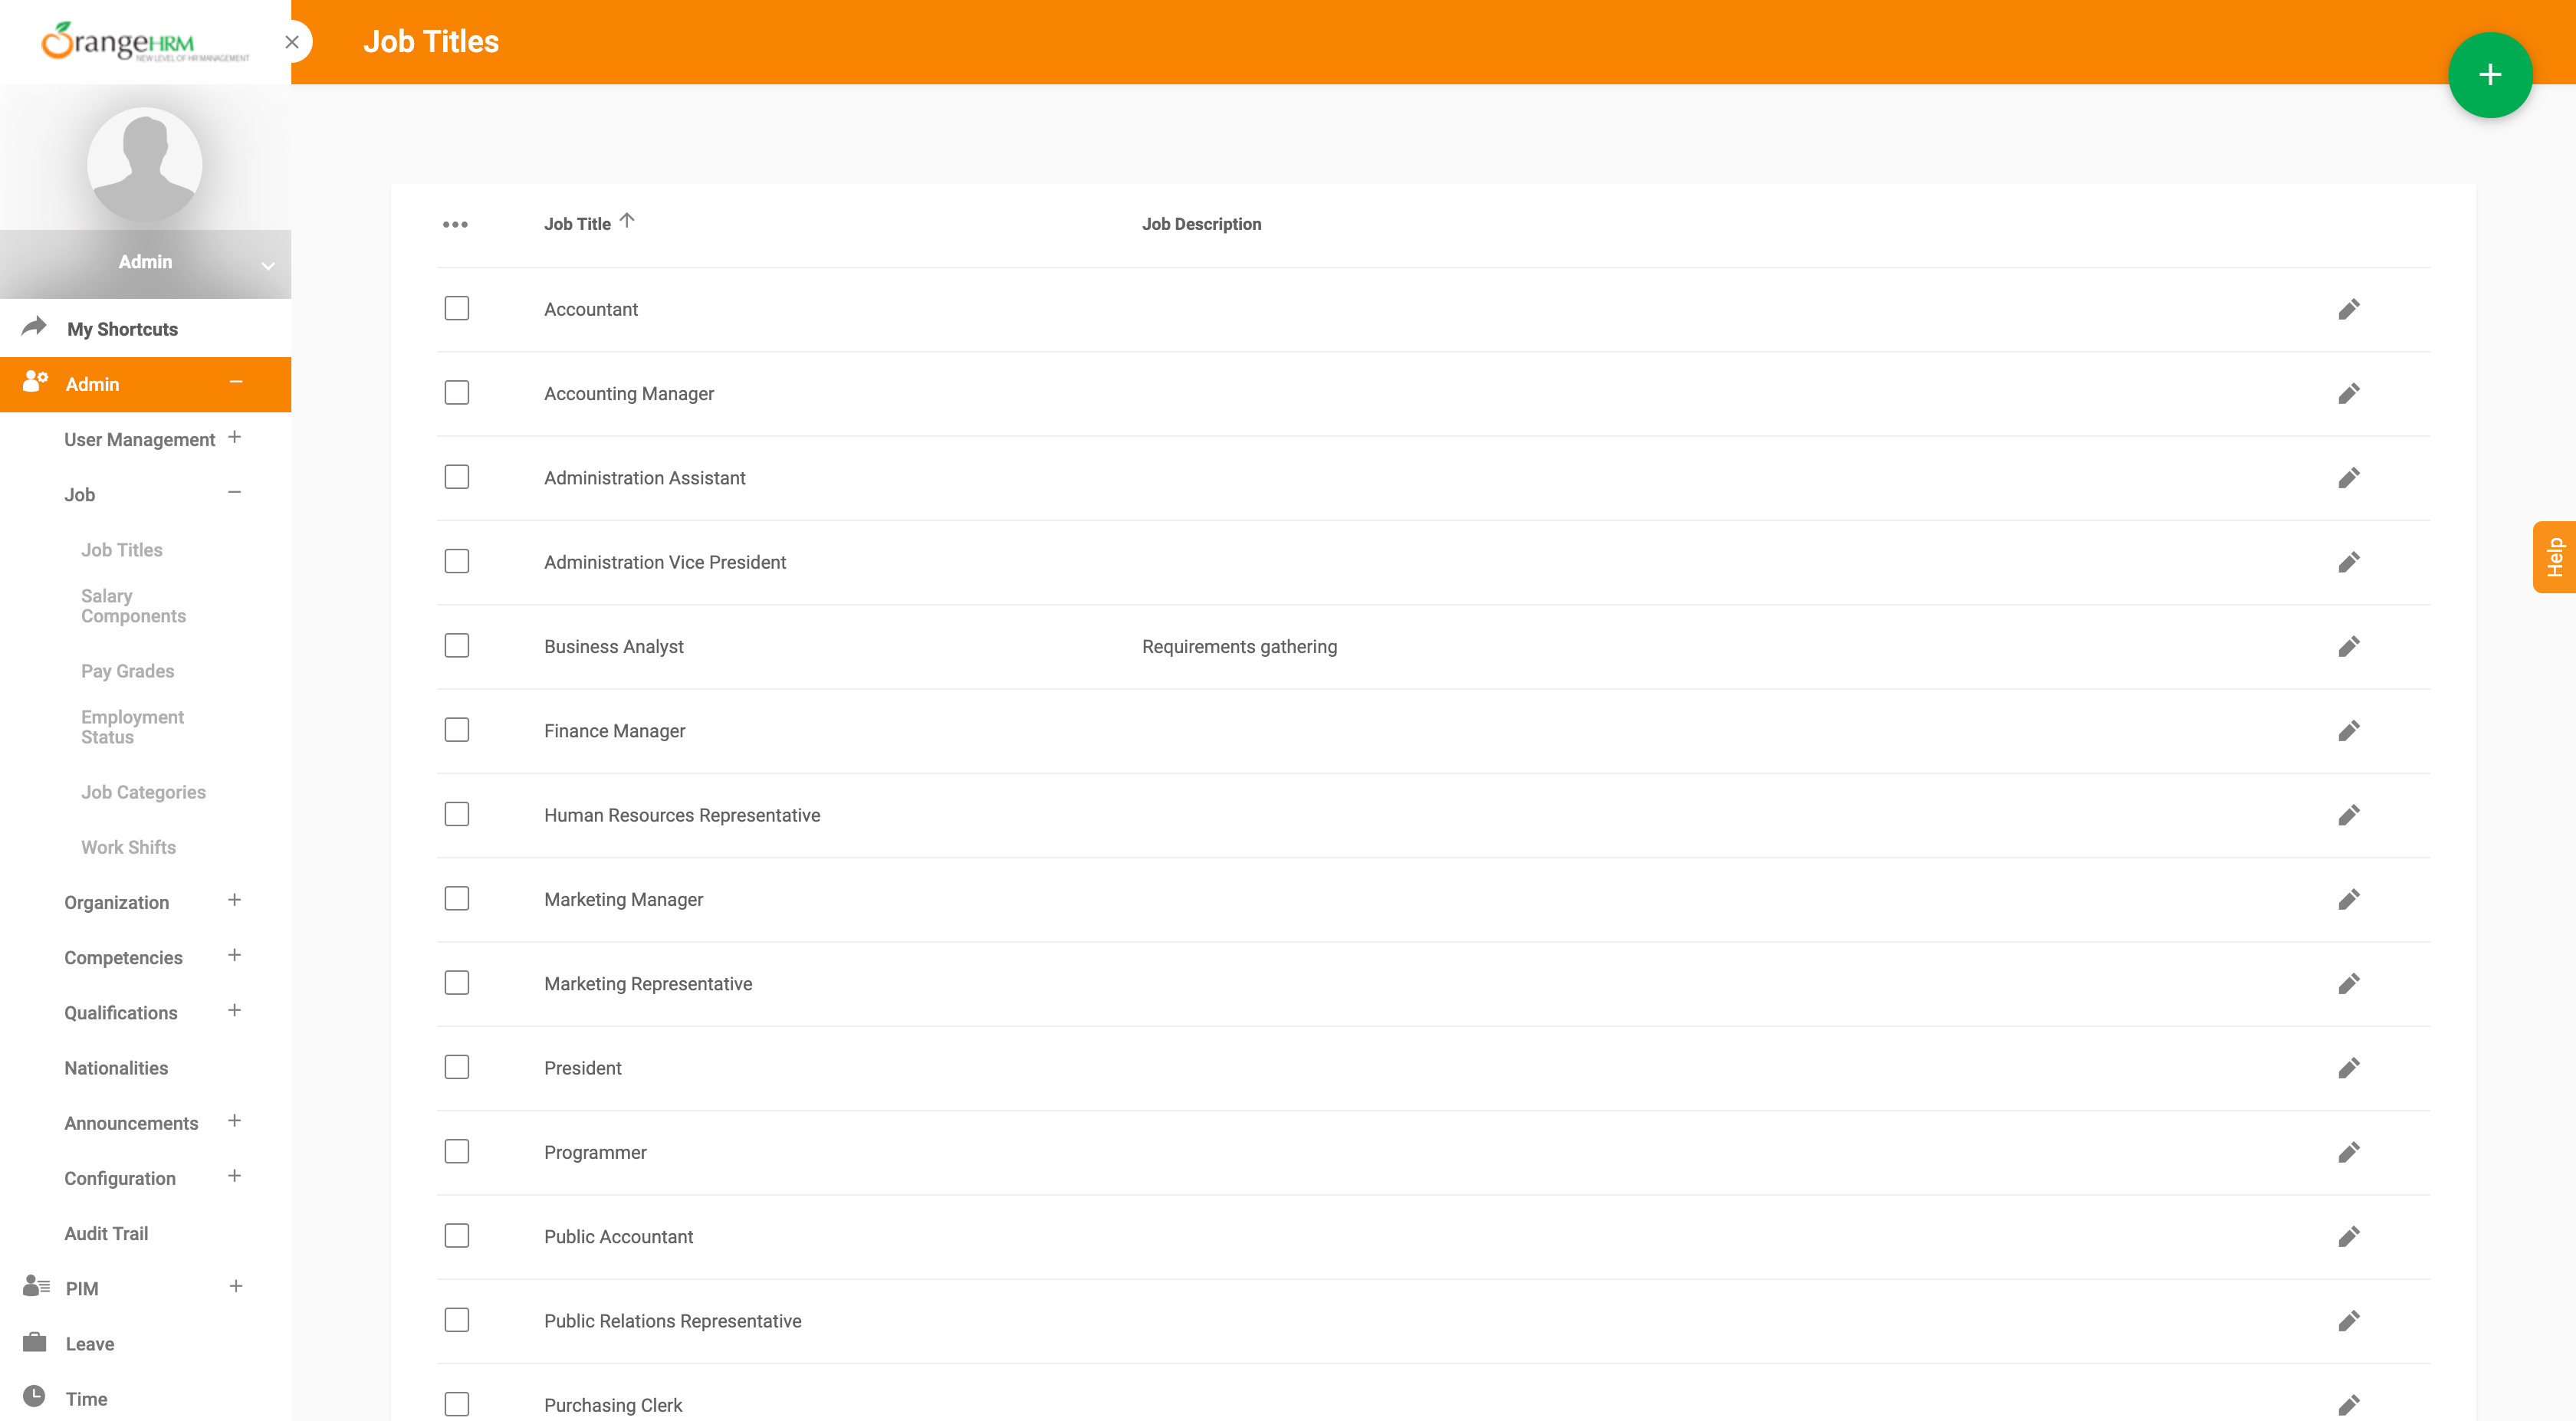 OrangeHRM
NEW LEVEL OF HR MANAGEMENT
Job Titles
Admin
My Shortcuts
Admin
User Management
Job
Job Titles
Salary
Components
Pay Grades
Employment
Status
Job Categories
Work Shifts
Organization
Competencies
Qualifications
Nationalities
Announcements
Configuration
Audit Trail
PIM
Leave
Time
Job Title Job Description
Accountant
Accounting Manager
Administration Assistant
Administration Vice President
Business Analyst Requirements gathering
Finance Manager
Human Resources Representative
Marketing Manager
Marketing Representative
President
Programmer
Public Accountant
Public Relations Representative
Purchasing Clerk
Help